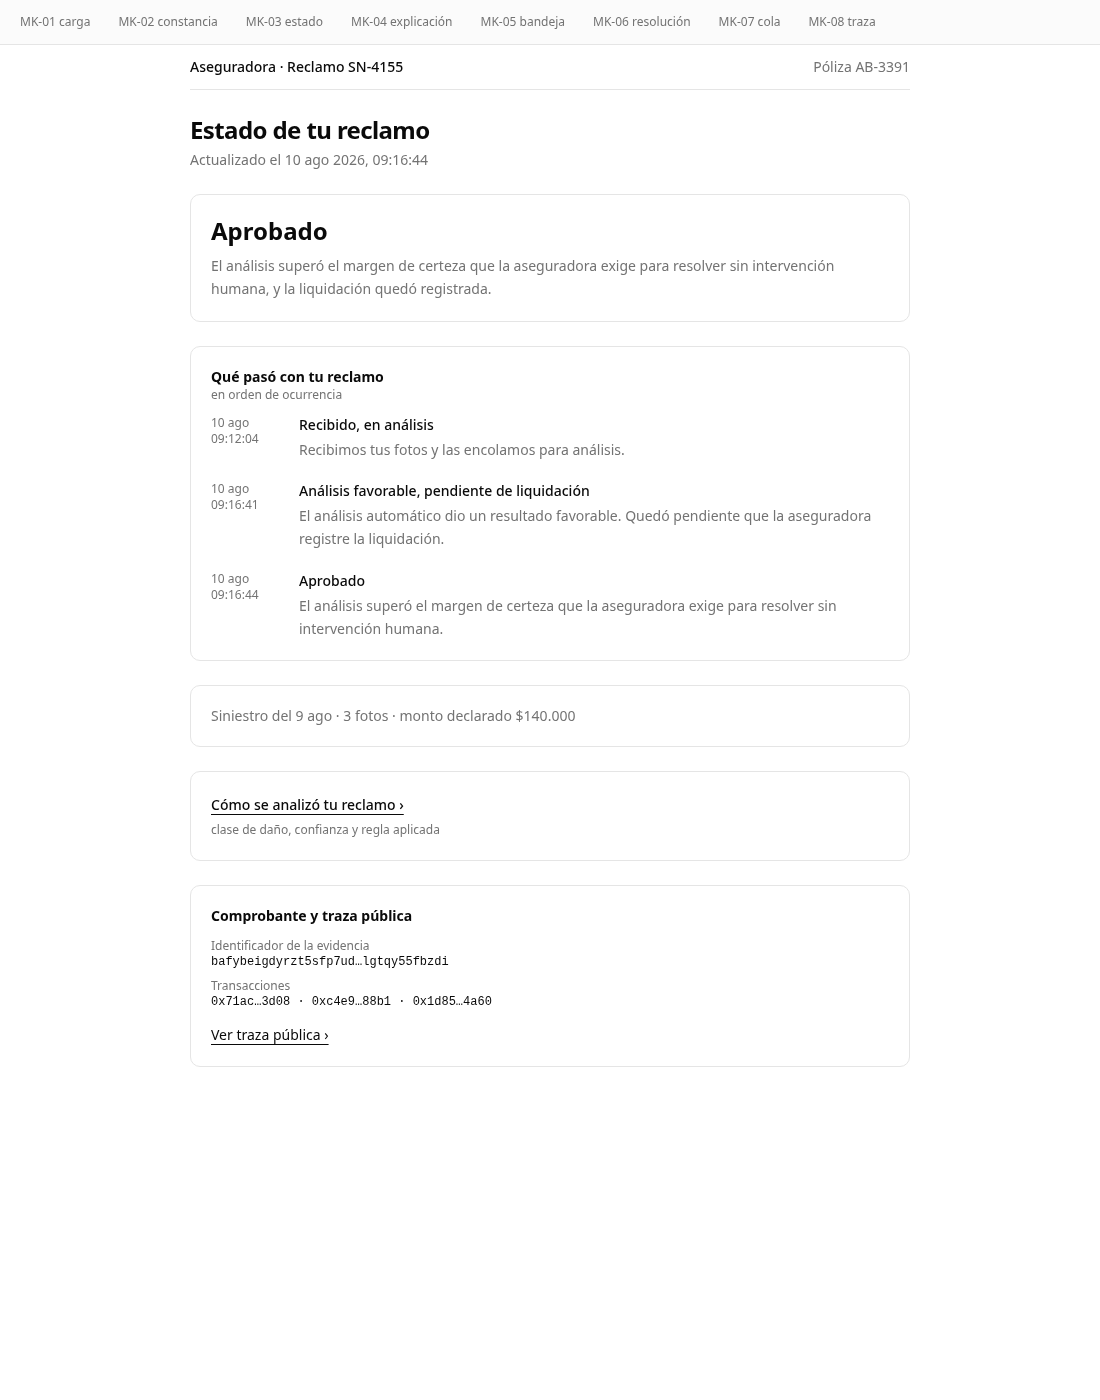 MK-01 carga MK-02 constancia MK-03 estado MK-04 explicación MK-05 bandeja MK-06 resolución MK-07 cola MK-08 traza
Aseguradora · Reclamo SN-4155 Póliza AB-3391
Estado de tu reclamo
Actualizado el 10 ago 2026, 09:16:44
Aprobado
El análisis superó el margen de certeza que la aseguradora exige para resolver sin intervención
humana, y la liquidación quedó registrada.
Qué pasó con tu reclamo
en orden de ocurrencia
10 ago
09:12:04
Recibido, en análisis
Recibimos tus fotos y las encolamos para análisis.
10 ago
09:16:41
Análisis favorable, pendiente de liquidación
El análisis automático dio un resultado favorable. Quedó pendiente que la aseguradora
registre la liquidación.
10 ago
09:16:44
Aprobado
El análisis superó el margen de certeza que la aseguradora exige para resolver sin
intervención humana.
Siniestro del 9 ago · 3 fotos · monto declarado $140.000
Cómo se analizó tu reclamo ›
clase de daño, confianza y regla aplicada
Comprobante y traza pública
Identificador de la evidencia
bafybeigdyrzt5sfp7ud…lgtqy55fbzdi
Transacciones
0x71ac…3d08 · 0xc4e9…88b1 · 0x1d85…4a60
Ver traza pública ›